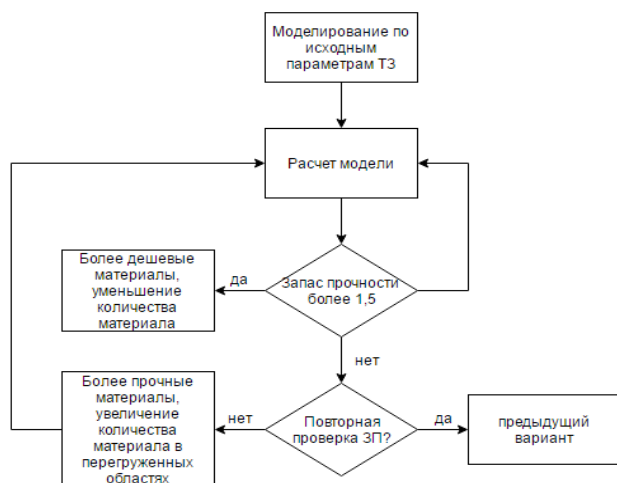 Моделирование по
исходным
параметрам ТЗ
Расчет модели
Более дешевые
материалы,
уменьшение
количества
материала
да
Запас прочности
более 1,5
нет
Более прочные
материалы,
увеличение
количества
материала в
перегруженных
областях
нет
Повторная
проверка ЗП?
да
предыдущий
вариант